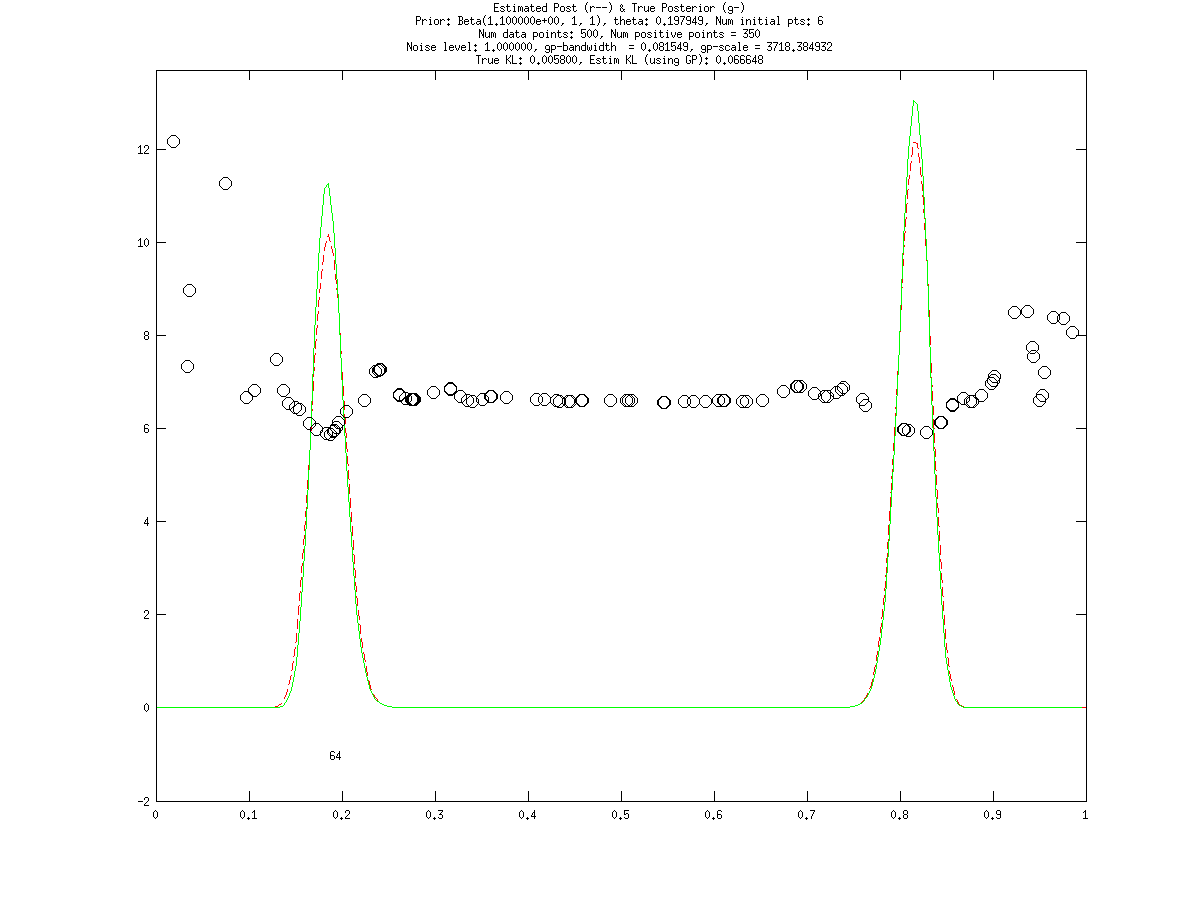 Estimated Post (r--) & True Posterior (g-)
Prior: Beta(1.100000e+00, 1, 1), theta: 0.197949, Num initial pts: 6
Num data points: 500, Num positive points = 350
Noise level: 1.000000, gp-bandwidth  = 0.081549, gp-scale = 3718.384932
True KL: 0.005800, Estim KL (using GP): 0.066648
12
10
8
6
4
2
0
64
-2
0 0.1 0.2 0.3 0.4 0.5 0.6 0.7 0.8 0.9 1